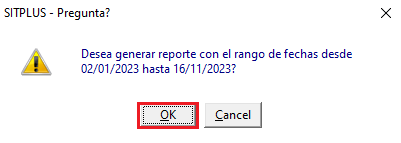 SITPLUS - Pregunta?
Desea generar reporte con el rango de fechas desde
02/01/2023 hasta 16/11/2023?
OK
Cancel